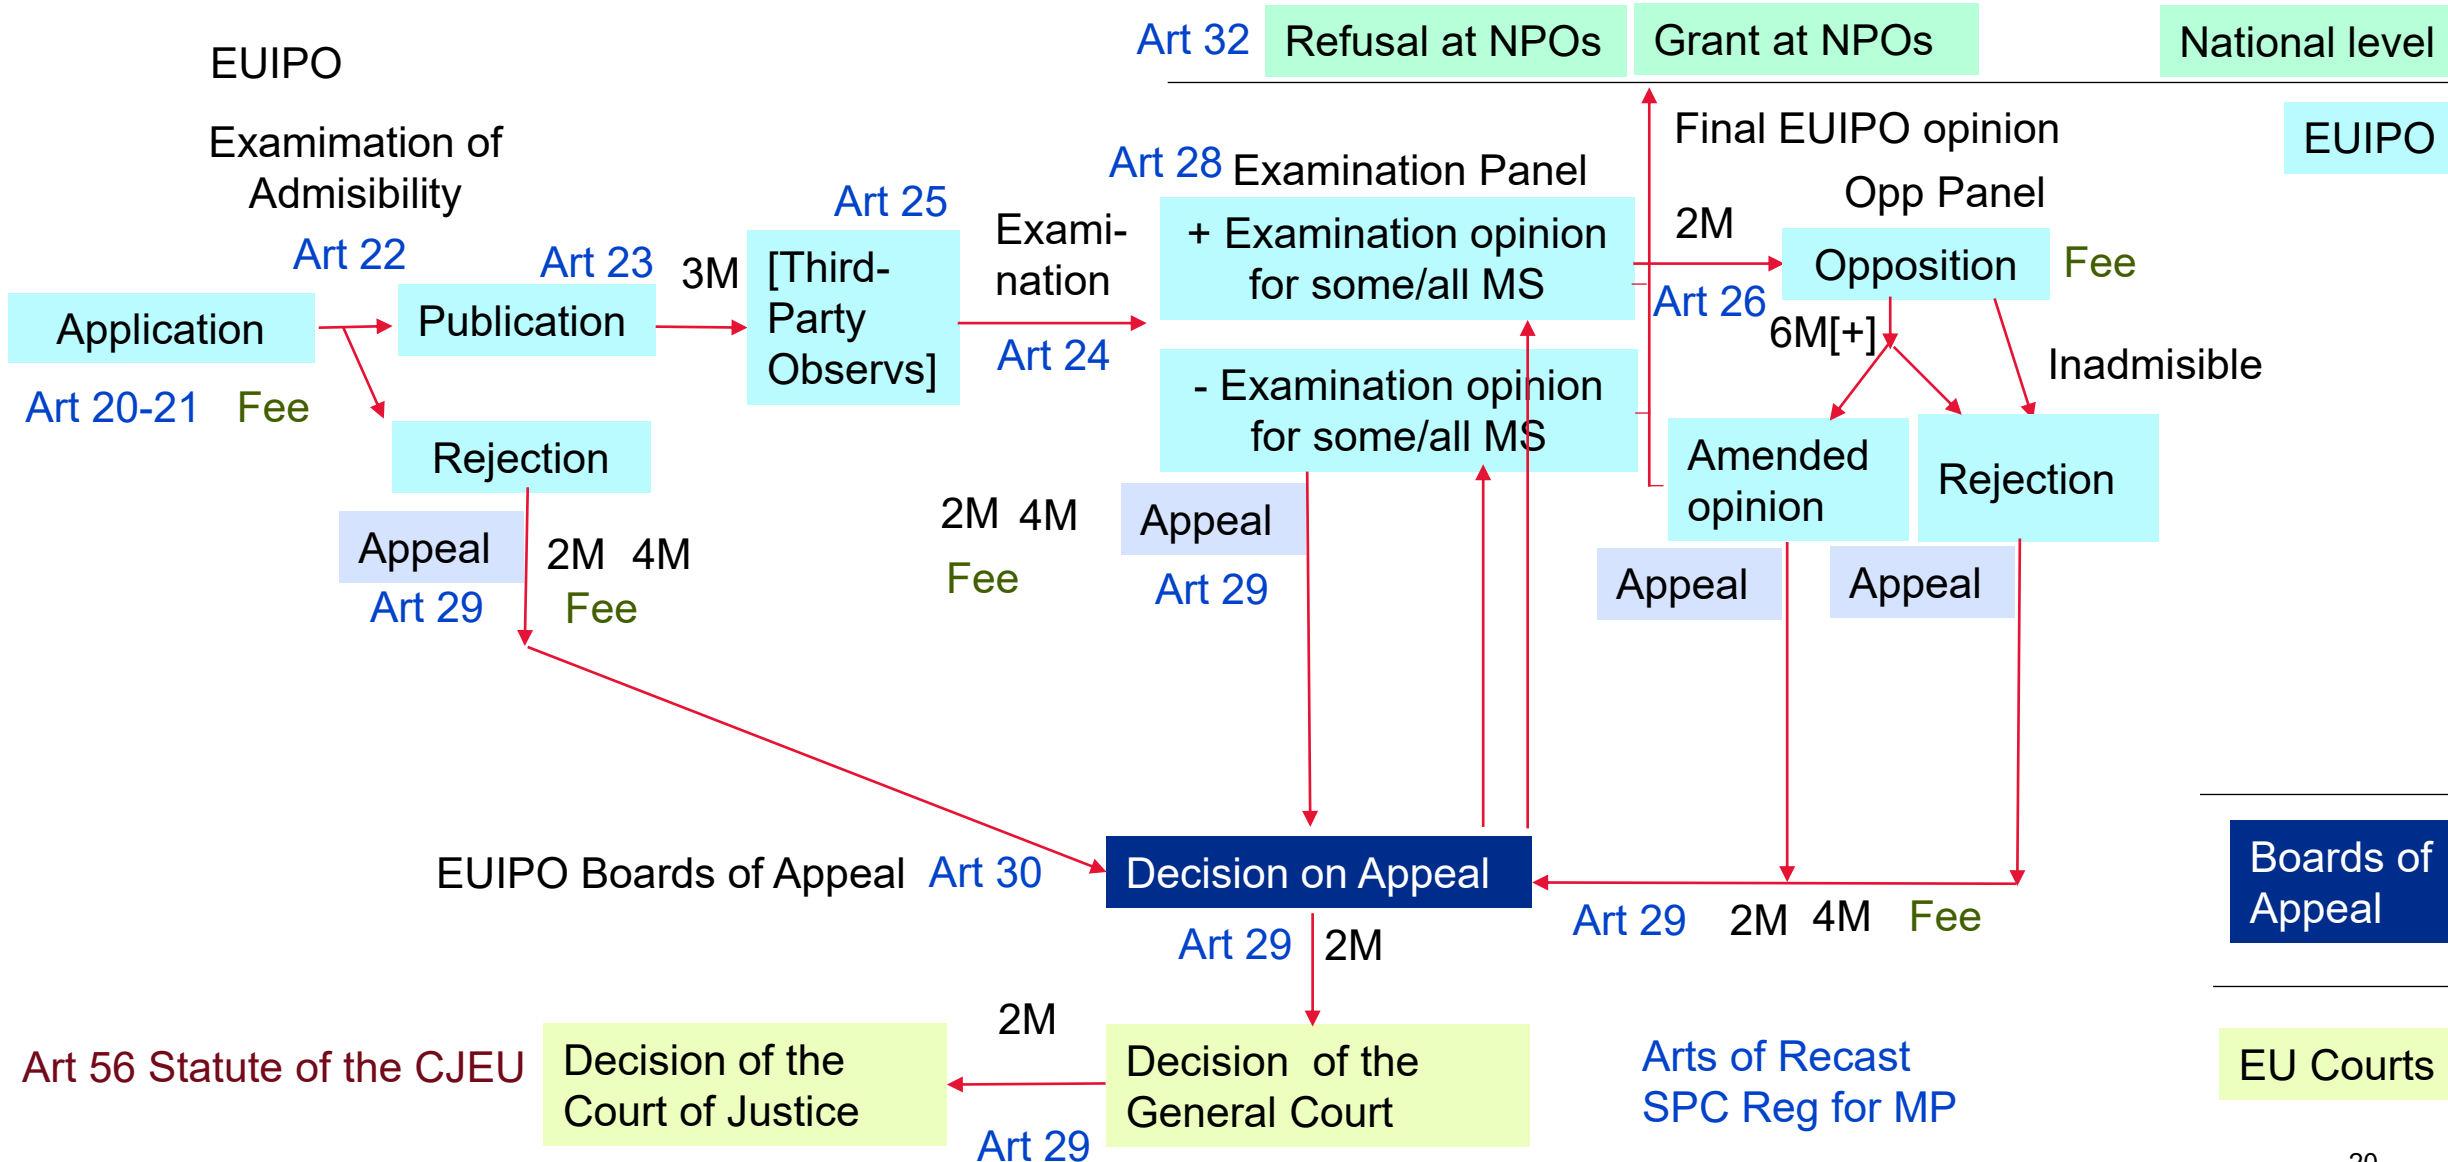 Art 32
Refusal at NPOs
Grant at NPOs
National level
EUIPO
Examimation of
Admisibility
Art 22
Art 23
3M
Art 25
[Third-
Party
Observs]
Exami-
nation
Art 24
Application
Publication
Art 20-21
Fee
Rejection
Appeal
2M 4M
Art 29
Fee
Art 28
Examination Panel
+ Examination opinion
for some/all MS
- Examination opinion
for some/all MS
2M 4M
Fee
Appeal
Art 29
Final EUIPO opinion
EUIPO
Opp Panel
2M
Opposition
Fee
Art 26
6M[+]
Inadmisible
Amended
opinion
Rejection
Appeal
Appeal
EUIPO Boards of Appeal
Art 30
Decision on Appeal
Art 29
2M
4M
Fee
Boards of
Appeal
Art 29
2M
Art 56 Statute of the CJEU
Decision of the
Court of Justice
2M
Art 29
Decision of the
General Court
Arts of Recast
SPC Reg for MP
EU Courts
20